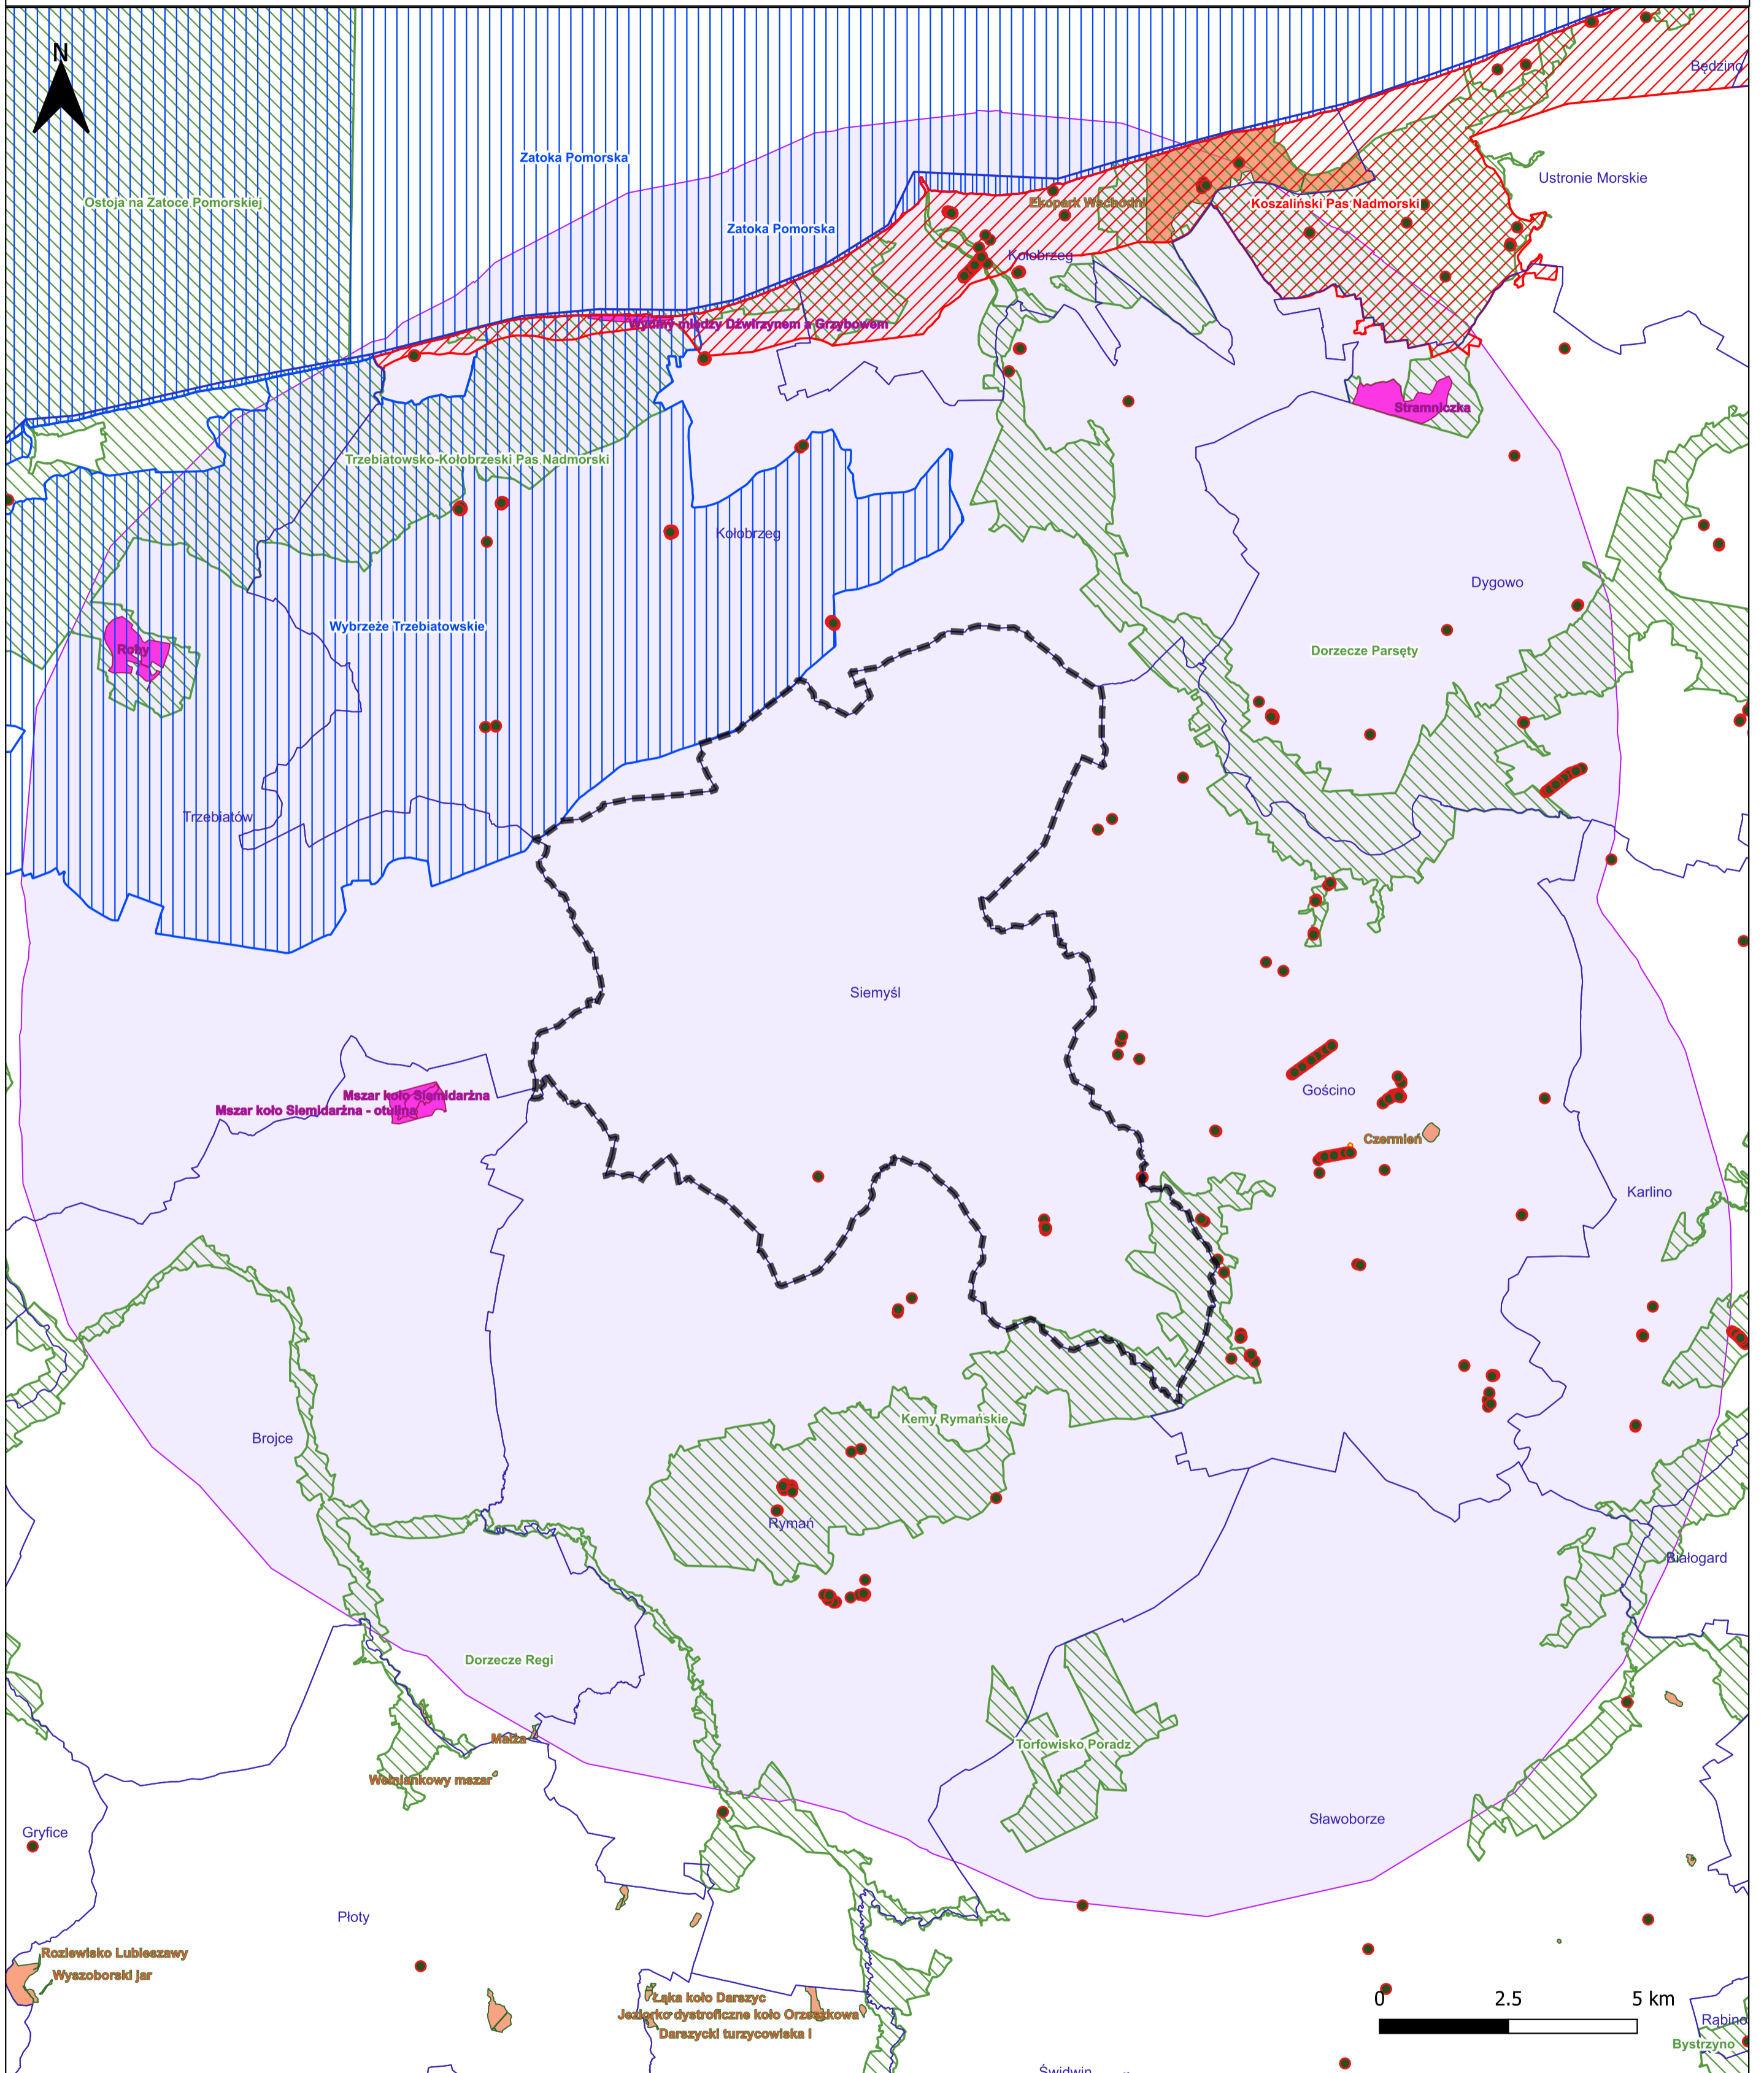 N
Będzino
Zatoka Pomorska
Ustronie Morskie
Ostoja na Zatoce Pomorskiej
Ekopark Wschodni
Koszaliński Pas Nadmorski
Zatoka Pomorska
Kołobrzeg
Wydmy między Dźwirzynem a Grzybowem
Stramniczka
Trzebiatowsko-Kołobrzeski Pas Nadmorski
Kołobrzeg
Dygowo
Wybrzeże Trzebiatowskie
Roby
Dorzecze Parsęty
Trzebiatów
Siemyśl
Gościno
Mszar koło Siemidarżna
Mszar koło Siemidarżna - otulina
Czermień
Karlino
Kemy Rymańskie
Brojce
Rymań
Białogard
Dorzecze Regi
Malża
Torfowisko Poradz
Wełniankowy mszar
Sławoborze
Gryfice
Płoty
Rozlewisko Lubieszawy
Wyszoborski jar
Łąka koło Darszyc
Jeziorko dystroficzne koło Orzeszkowa
Darszycki turzycowiska I
0 2.5 5 km
Rąbino
Bystrzyno
Świdwin